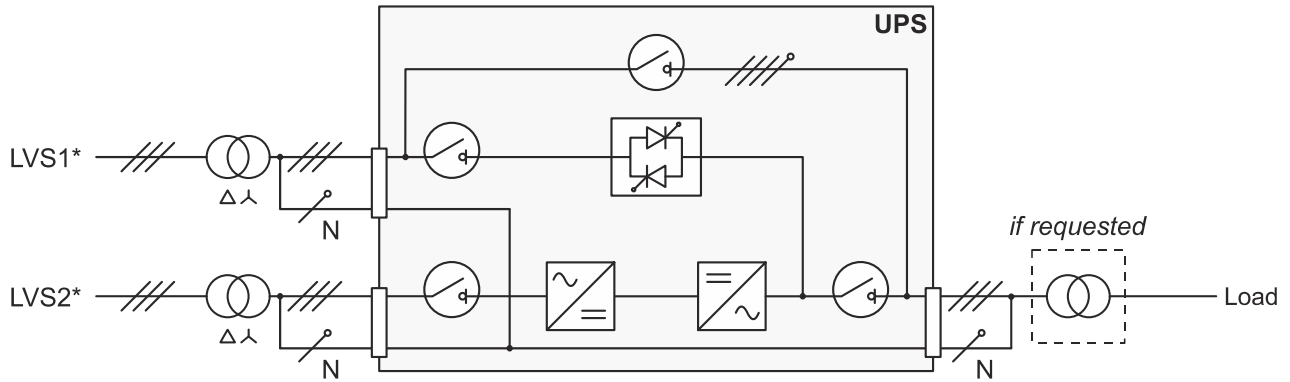 UPS
LVS1*
N
if requested
LVS2*
Load
N
N